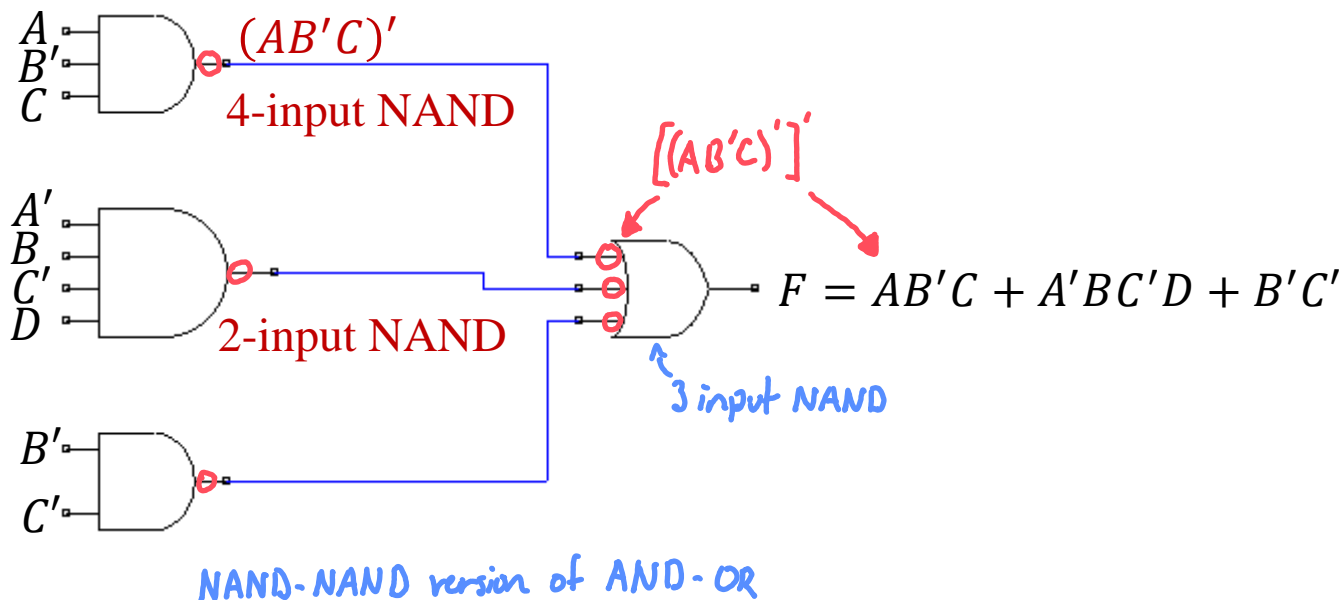 A
B′
C
(AB′C)′
4-input NAND
[(AB'C)']'
A′
B
C′
D
2-input NAND
F = AB′C + A′BC′D + B′C′
3 input NAND
B′
C′
NAND-NAND version of AND-OR